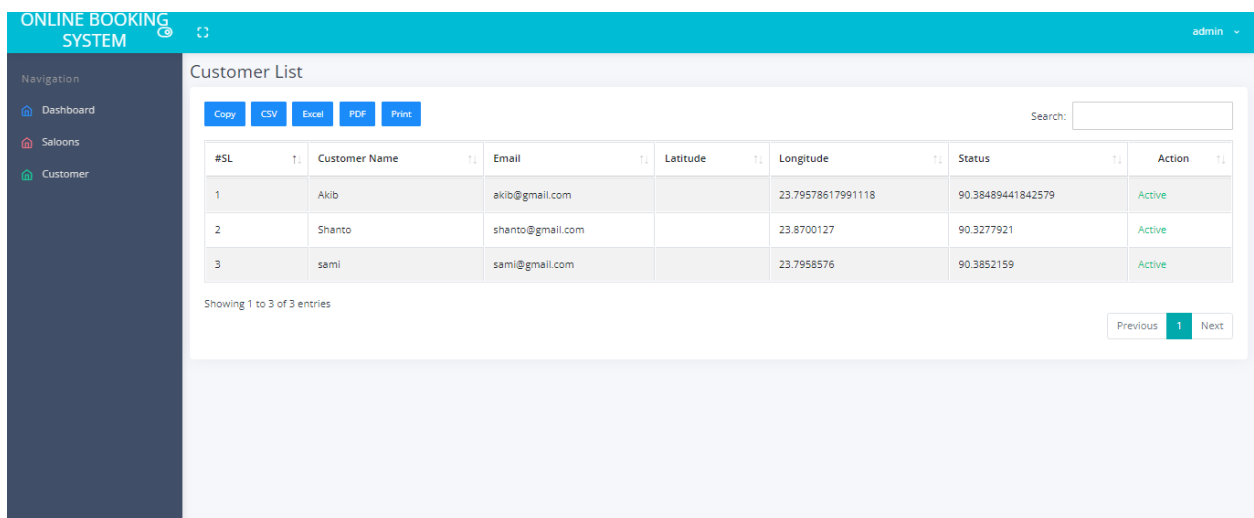 ONLINE BOOKING
SYSTEM
admin
Navigation
Dashboard
Saloons
Customer
Customer List
Copy CSV Excel PDF Print
Search:
#SL Customer Name Email Latitude Longitude Status Action
1 Akib akib@gmail.com 23.79578617991118 90.38489441842579 Active
2 Shanto shanto@gmail.com 23.8700127 90.3277921 Active
3 sami sami@gmail.com 23.7958576 90.3852159 Active
Showing 1 to 3 of 3 entries
Previous 1 Next